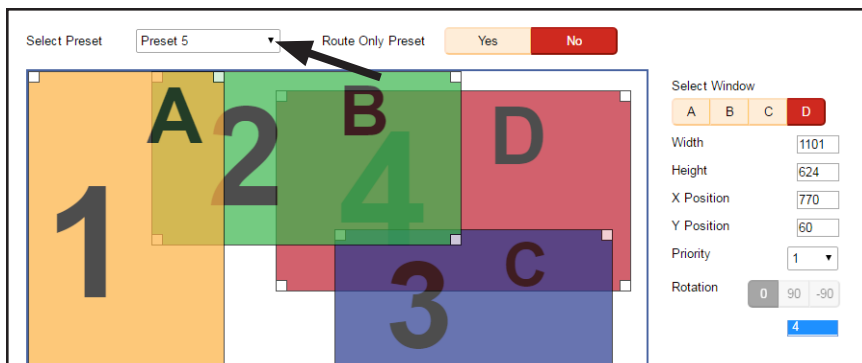 Select Preset Preset 5 Route Only Preset Yes No
Select Window
A B C D
Width 1101
Height 624
X Position 770
Y Position 60
Priority 1
Rotation 0 90 -90
4
A B D
1 2 4
3 C